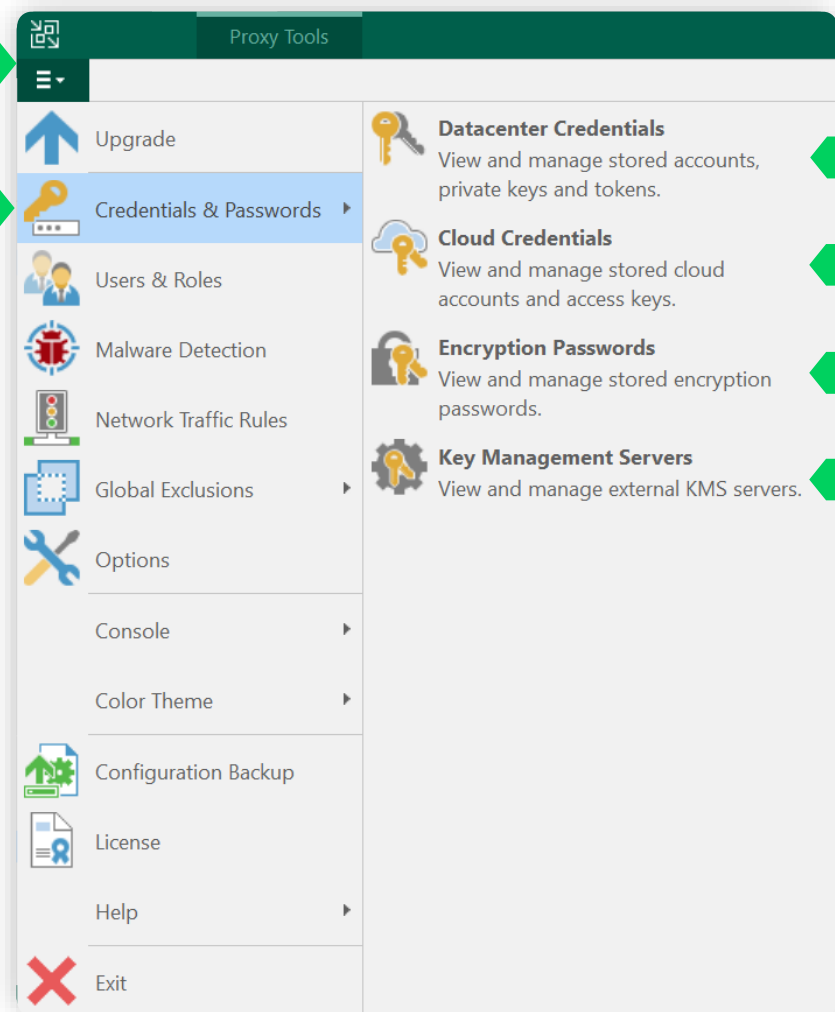 Proxy Tools
Upgrade
Credentials & Passwords
Users & Roles
Malware Detection
Network Traffic Rules
Global Exclusions
Options
Console
Color Theme
Configuration Backup
License
Help
Exit
Datacenter Credentials
View and manage stored accounts,
private keys and tokens.
Cloud Credentials
View and manage stored cloud
accounts and access keys.
Encryption Passwords
View and manage stored encryption
passwords.
Key Management Servers
View and manage external KMS servers.